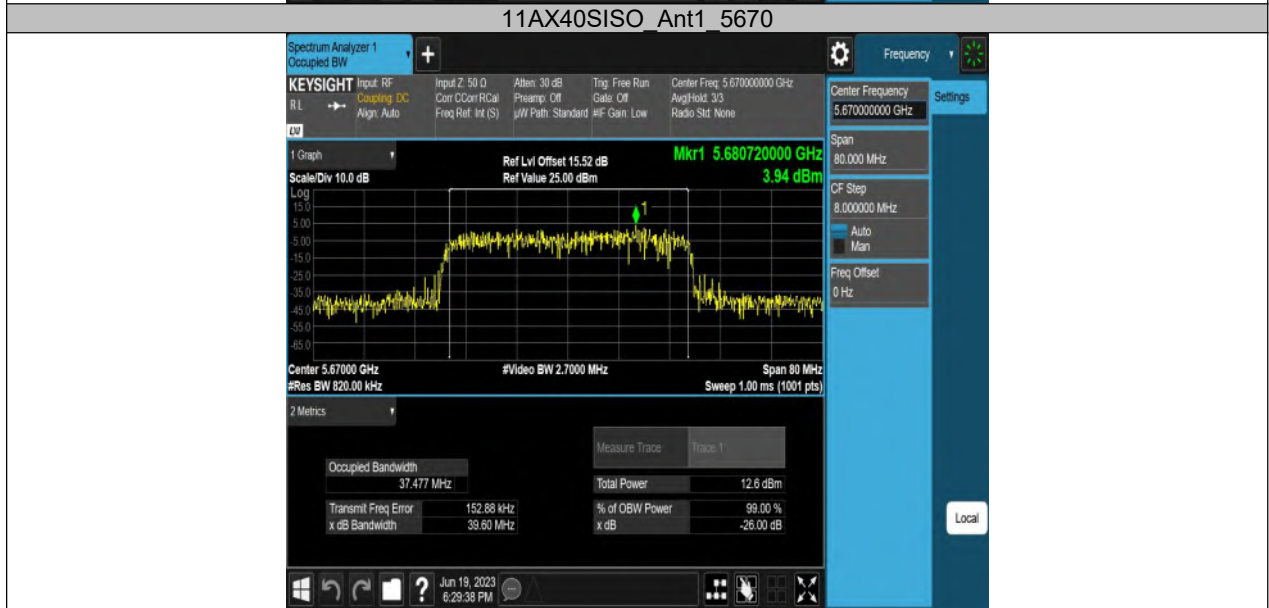 11AX40SISO_Ant1_5670
Spectrum Analyzer 1
Occupied BW
+
Frequency
KEYSIGHT
Input: RF
Input Z: 50 Ω
Atten: 30 dB
Trig: Free Run
Center Freq: 5.670000000 GHz
RL
Coupling: DC
Corr CCorr RCal
Preamp: Off
Gate: Off
Avg|Hold: 3/3
Align: Auto
Freq Ref: Int (S)
µW Path: Standard
#IF Gain: Low
Radio Std: None
LXI
Center Frequency
5.670000000 GHz
Settings
Span
80.000 MHz
CF Step
8.000000 MHz
Auto
Man
Freq Offset
0 Hz
1 Graph
Ref Lvl Offset 15.52 dB
Mkr1 5.680720000 GHz
Scale/Div 10.0 dB
Ref Value 25.00 dBm
3.94 dBm
Log
15.0
1
5.00
-5.00
-15.0
-25.0
-35.0
-45.0
-55.0
-65.0
Center 5.67000 GHz
#Video BW 2.7000 MHz
Span 80 MHz
#Res BW 820.00 kHz
Sweep 1.00 ms (1001 pts)
2 Metrics
Measure Trace
Trace 1
Occupied Bandwidth
37.477 MHz
Total Power
12.6 dBm
Transmit Freq Error
152.88 kHz
% of OBW Power
99.00 %
x dB Bandwidth
39.60 MHz
x dB
-26.00 dB
Local
?
Jun 19, 2023
6:29:38 PM